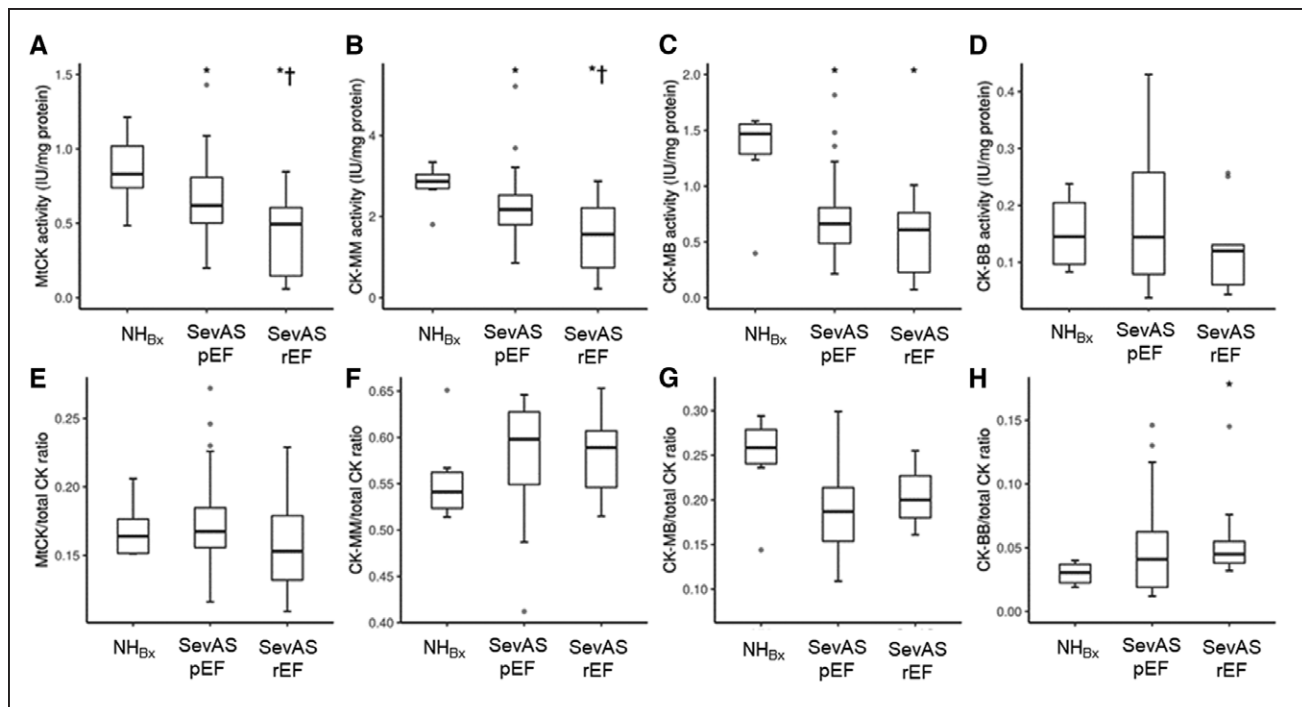 A
MtCK activity (IU/mg protein)
1.5
1.0
0.5
0.0
*
*†
NHBx
SevAS
pEF
SevAS
rEF
B
CK-MM activity (IU/mg protein)
4
2
0
*
*†
NHBx
SevAS
pEF
SevAS
rEF
C
CK-MB activity (IU/mg protein)
2.0
1.5
1.0
0.5
0.0
*
*
NHBx
SevAS
pEF
SevAS
rEF
D
CK-BB activity (IU/mg protein)
0.4
0.3
0.2
0.1
NHBx
SevAS
pEF
SevAS
rEF
E
MtCK/total CK ratio
0.25
0.20
0.15
NHBx
SevAS
pEF
SevAS
rEF
F
CK-MM/total CK ratio
0.65
0.60
0.55
0.50
0.45
0.40
NHBx
SevAS
pEF
SevAS
rEF
G
CK-MB/total CK ratio
0.30
0.25
0.20
0.15
0.10
NHBx
SevAS
pEF
SevAS
rEF
H
CK-BB/total CK ratio
0.15
0.10
0.05
0.00
*
NHBx
SevAS
pEF
SevAS
rEF